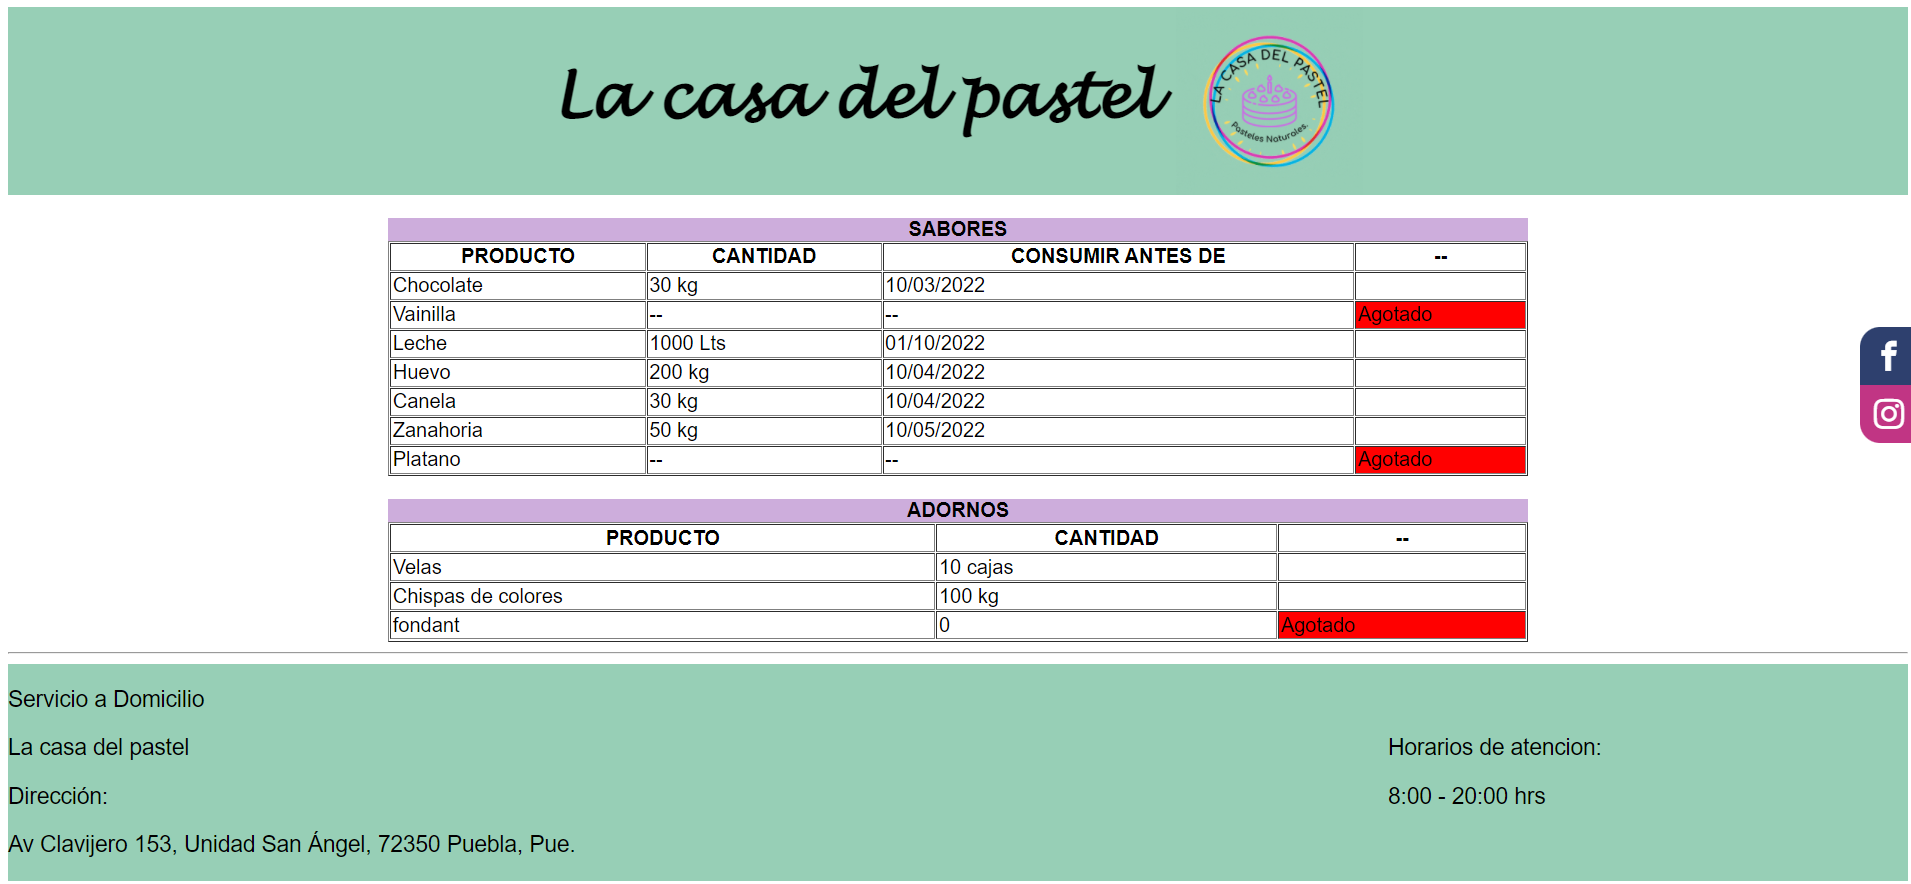 La casa del pastel
LA CASA DEL PASTEL
Pasteles Naturales.
SABORES
PRODUCTO CANTIDAD CONSUMIR ANTES DE --
Chocolate 30 kg 10/03/2022
Vainilla -- -- Agotado
Leche 1000 Lts 01/10/2022
Huevo 200 kg 10/04/2022
Canela 30 kg 10/04/2022
Zanahoria 50 kg 10/05/2022
Platano -- -- Agotado
ADORNOS
PRODUCTO CANTIDAD --
Velas 10 cajas
Chispas de colores 100 kg
fondant 0 Agotado
Servicio a Domicilio
La casa del pastel Horarios de atencion:
Dirección: 8:00 - 20:00 hrs
Av Clavijero 153, Unidad San Ángel, 72350 Puebla, Pue.